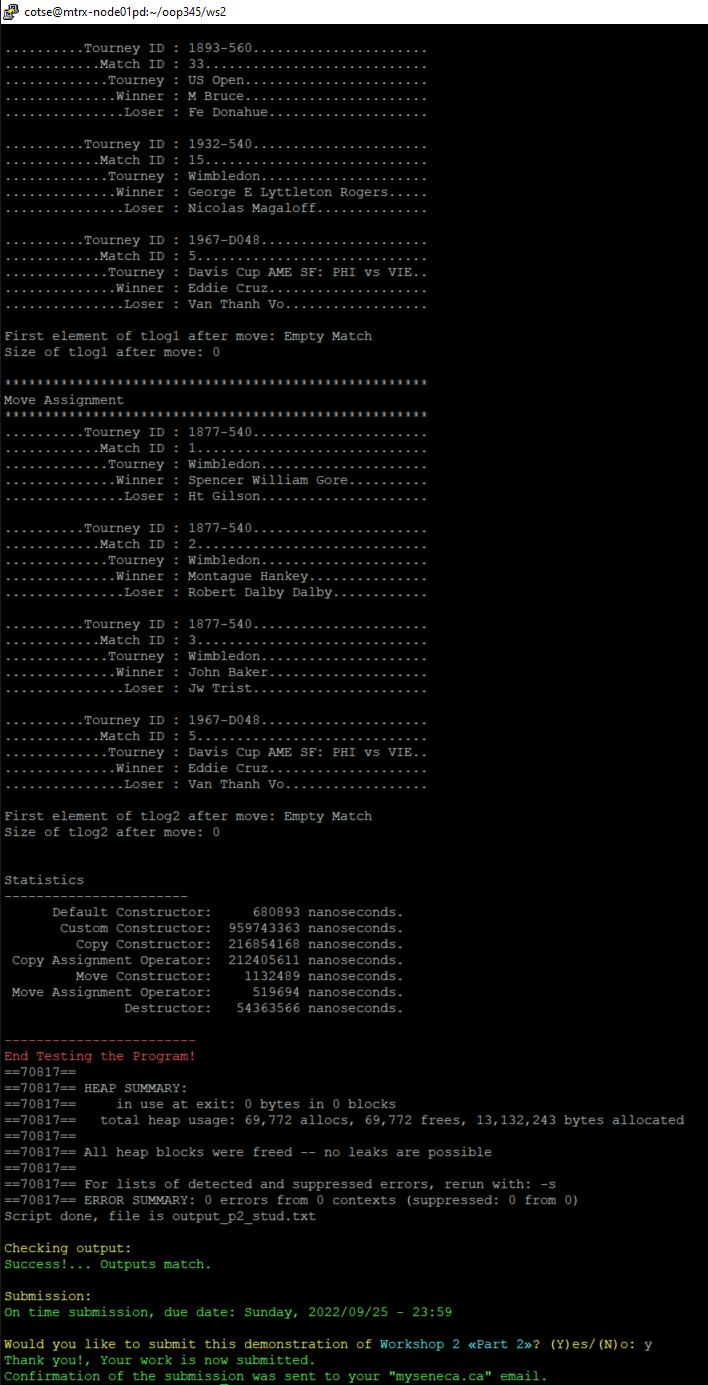 cotse@mtrx-node01pd:~/oop345/ws2
..........Tourney ID : 1893-560......................
............Match ID : 33............................
.............Tourney : US Open.......................
..............Winner : M Bruce.......................
...............Loser : Fe Donahue....................
..........Tourney ID : 1932-540......................
............Match ID : 15............................
.............Tourney : Wimbledon.....................
..............Winner : George E Lyttleton Rogers.....
...............Loser : Nicolas Magaloff..............
..........Tourney ID : 1967-D048.....................
............Match ID : 5.............................
.............Tourney : Davis Cup AME SF: PHI vs VIE..
..............Winner : Eddie Cruz....................
...............Loser : Van Thanh Vo..................
First element of tlog1 after move: Empty Match
Size of tlog1 after move: 0
*****************************************************
Move Assignment
*****************************************************
..........Tourney ID : 1877-540......................
............Match ID : 1.............................
.............Tourney : Wimbledon.....................
..............Winner : Spencer William Gore..........
...............Loser : Ht Gilson.....................
..........Tourney ID : 1877-540......................
............Match ID : 2.............................
.............Tourney : Wimbledon.....................
..............Winner : Montague Hankey...............
...............Loser : Robert Dalby Dalby............
..........Tourney ID : 1877-540......................
............Match ID : 3.............................
.............Tourney : Wimbledon.....................
..............Winner : John Baker....................
...............Loser : Jw Trist......................
..........Tourney ID : 1967-D048.....................
............Match ID : 5.............................
.............Tourney : Davis Cup AME SF: PHI vs VIE..
..............Winner : Eddie Cruz....................
...............Loser : Van Thanh Vo..................
First element of tlog2 after move: Empty Match
Size of tlog2 after move: 0
Statistics
-----------------------
      Default Constructor:     680893 nanoseconds.
       Custom Constructor:  959743363 nanoseconds.
         Copy Constructor:  216854168 nanoseconds.
 Copy Assignment Operator:  212405611 nanoseconds.
         Move Constructor:    1132489 nanoseconds.
 Move Assignment Operator:     519694 nanoseconds.
               Destructor:   54363566 nanoseconds.
------------------------
End Testing the Program!
==70817==
==70817== HEAP SUMMARY:
==70817==     in use at exit: 0 bytes in 0 blocks
==70817==   total heap usage: 69,772 allocs, 69,772 frees, 13,132,243 bytes allocated
==70817==
==70817== All heap blocks were freed -- no leaks are possible
==70817==
==70817== For lists of detected and suppressed errors, rerun with: -s
==70817== ERROR SUMMARY: 0 errors from 0 contexts (suppressed: 0 from 0)
Script done, file is output_p2_stud.txt
Checking output:
Success!... Outputs match.
Submission:
On time submission, due date: Sunday, 2022/09/25 - 23:59
Would you like to submit this demonstration of Workshop 2 «Part 2»? (Y)es/(N)o: y
Thank you!, Your work is now submitted.
Confirmation of the submission was sent to your "myseneca.ca" email.